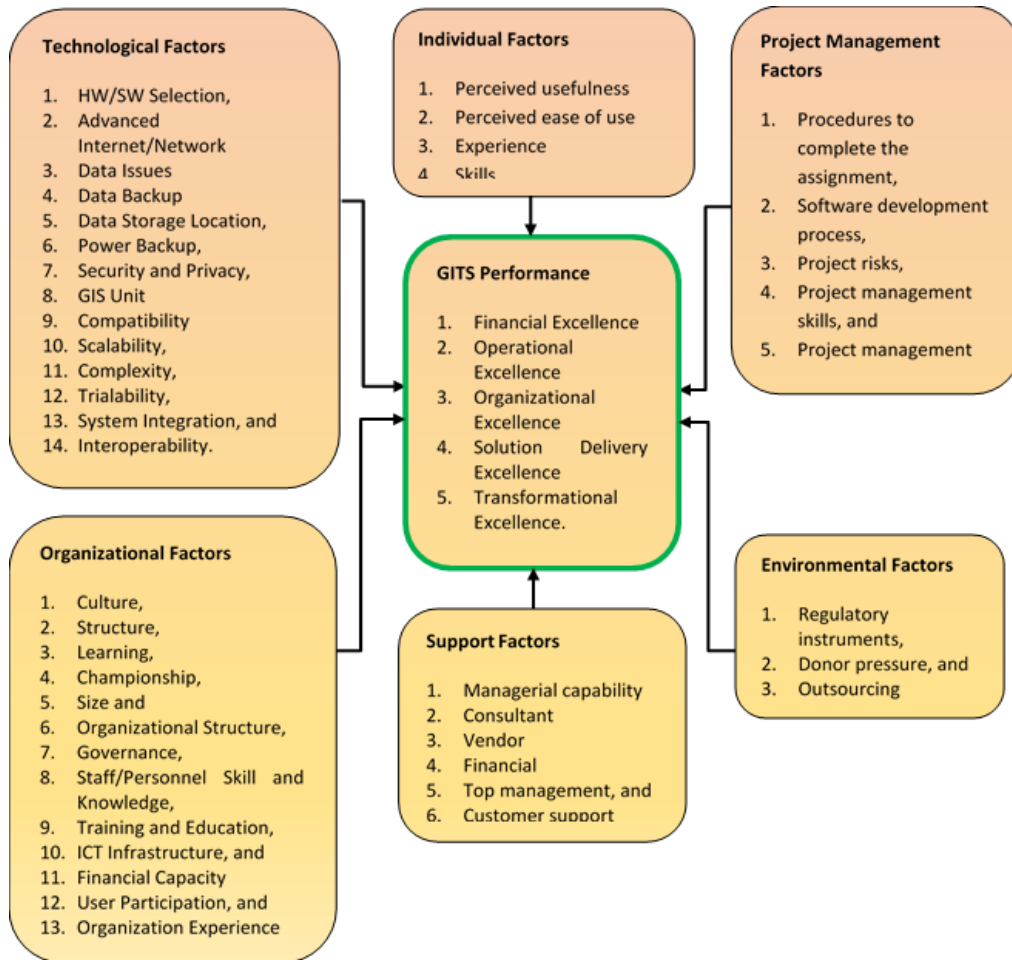 Technological Factors
1. HW/SW Selection,
2. Advanced
Internet/Network
3. Data Issues
4. Data Backup
5. Data Storage Location,
6. Power Backup,
7. Security and Privacy,
8. GIS Unit
9. Compatibility
10. Scalability,
11. Complexity,
12. Trialability,
13. System Integration, and
14. Interoperability.
Individual Factors
1. Perceived usefulness
2. Perceived ease of use
3. Experience
4 Skills
Project Management
Factors
1. Procedures to
complete the
assignment,
2. Software development
process,
3. Project risks,
4. Project management
skills, and
5. Project management
GITS Performance
1. Financial Excellence
2. Operational
Excellence
3. Organizational
Excellence
4. Solution Delivery
Excellence
5. Transformational
Excellence.
Organizational Factors
1. Culture,
2. Structure,
3. Learning,
4. Championship,
5. Size and
6. Organizational Structure,
7. Governance,
8. Staff/Personnel Skill and
Knowledge,
9. Training and Education,
10. ICT Infrastructure, and
11. Financial Capacity
12. User Participation, and
13. Organization Experience
Support Factors
1. Managerial capability
2. Consultant
3. Vendor
4. Financial
5. Top management, and
6. Customer support
Environmental Factors
1. Regulatory
instruments,
2. Donor pressure, and
3. Outsourcing